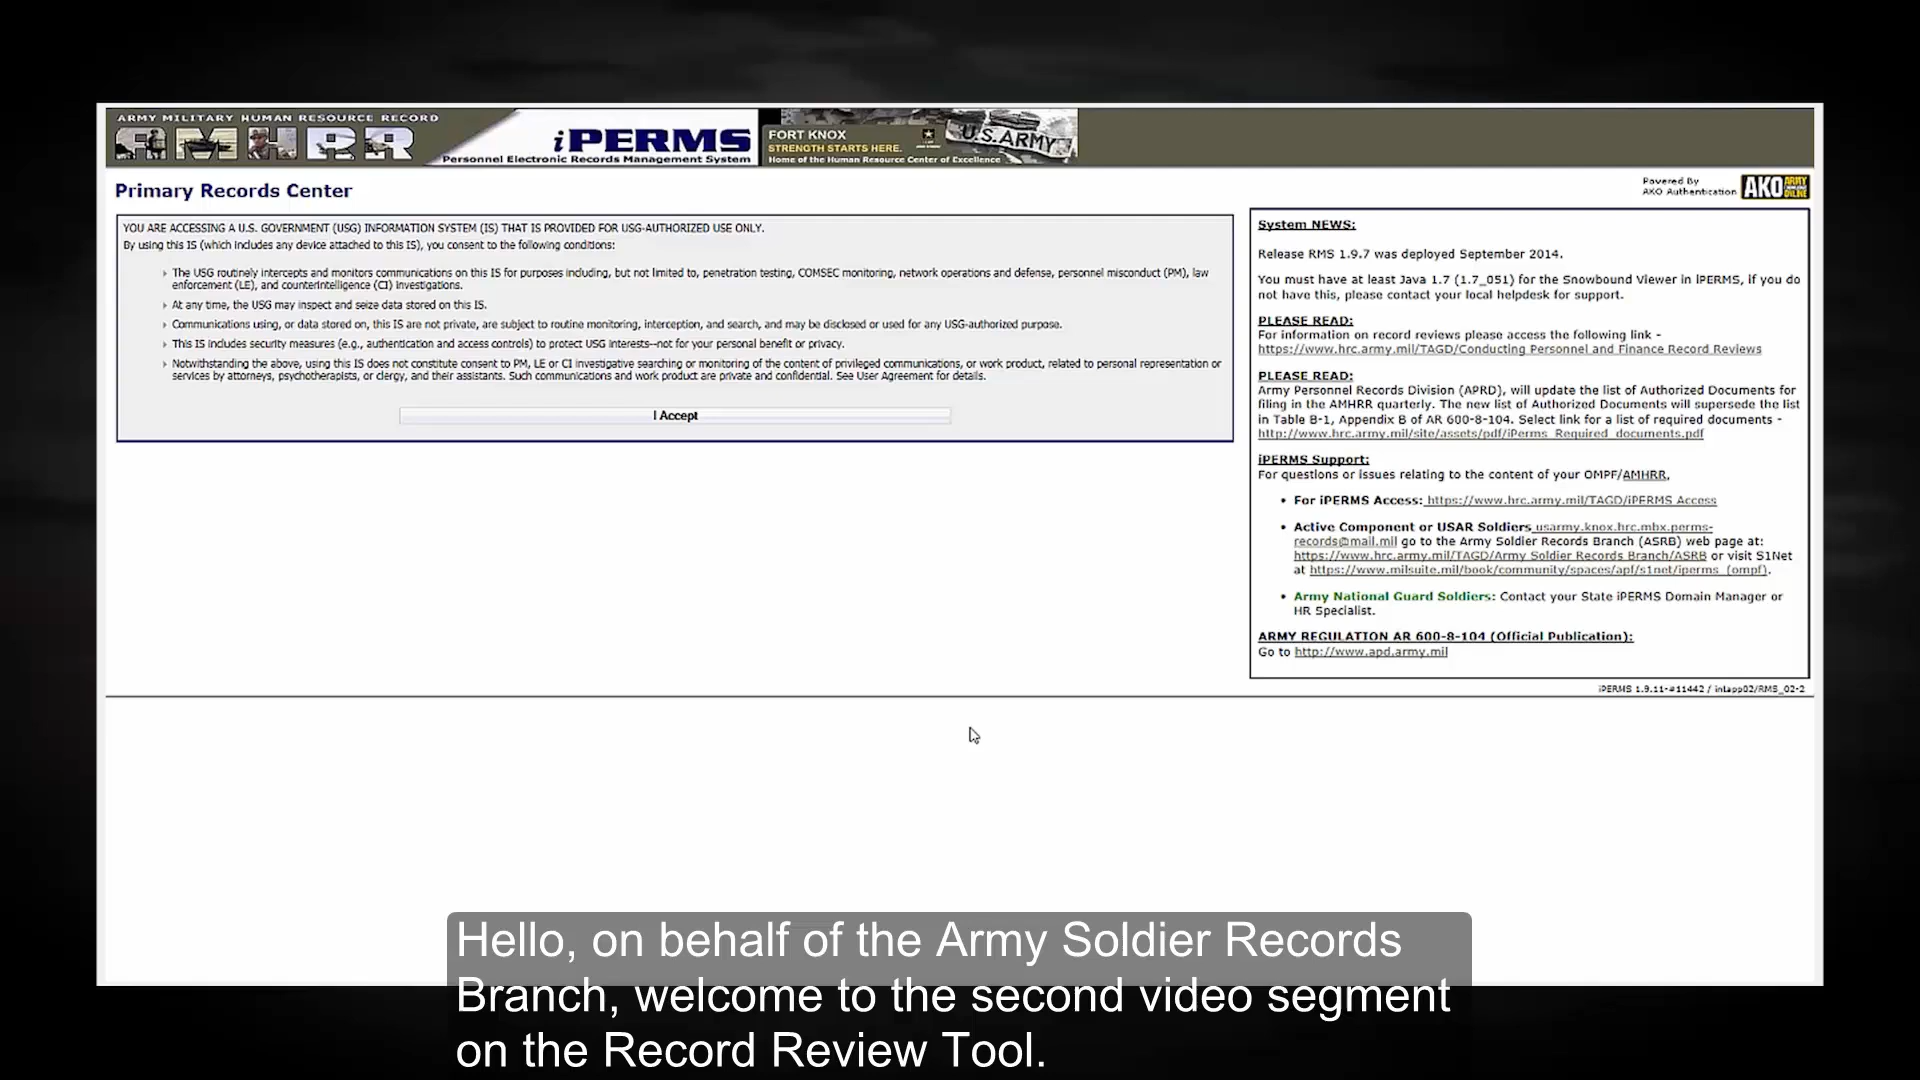 ARMY MILITARY HUMAN RESOURCE RECORD
AMHRR
iPERMS
Personnel Electronic Records Management System
FORT KNOX
STRENGTH STARTS HERE.
Home of the Human Resource Center of Excellence
U.S. ARMY
Primary Records Center
Powered By
AKO Authentication
AKO ARMY KNOWLEDGE ONLINE
YOU ARE ACCESSING A U.S. GOVERNMENT (USG) INFORMATION SYSTEM (IS) THAT IS PROVIDED FOR USG-AUTHORIZED USE ONLY.
By using this IS (which includes any device attached to this IS), you consent to the following conditions:
The USG routinely intercepts and monitors communications on this IS for purposes including, but not limited to, penetration testing, COMSEC monitoring, network operations and defense, personnel misconduct (PM), law
enforcement (LE), and counterintelligence (CI) investigations.
At any time, the USG may inspect and seize data stored on this IS.
Communications using, or data stored on, this IS are not private, are subject to routine monitoring, interception, and search, and may be disclosed or used for any USG-authorized purpose.
This IS includes security measures (e.g., authentication and access controls) to protect USG interests--not for your personal benefit or privacy.
Notwithstanding the above, using this IS does not constitute consent to PM, LE or CI investigative searching or monitoring of the content of privileged communications, or work product, related to personal representation or
services by attorneys, psychotherapists, or clergy, and their assistants. Such communications and work product are private and confidential. See User Agreement for details.
I Accept
System NEWS:
Release RMS 1.9.7 was deployed September 2014.
You must have at least Java 1.7 (1.7_051) for the Snowbound Viewer in iPERMS, if you do
not have this, please contact your local helpdesk for support.
PLEASE READ:
For information on record reviews please access the following link -
https://www.hrc.army.mil/TAGD/Conducting Personnel and Finance Record Reviews
PLEASE READ:
Army Personnel Records Division (APRD), will update the list of Authorized Documents for
filing in the AMHRR quarterly. The new list of Authorized Documents will supersede the list
in Table B-1, Appendix B of AR 600-8-104. Select link for a list of required documents -
http://www.hrc.army.mil/site/assets/pdf/iPerms_Required_documents.pdf
iPERMS Support:
For questions or issues relating to the content of your OMPF/AMHRR,
• For iPERMS Access: https://www.hrc.army.mil/TAGD/iPERMS Access
• Active Component or USAR Soldiers usarmy.knox.hrc.mbx.perms-
records@mail.mil go to the Army Soldier Records Branch (ASRB) web page at:
https://www.hrc.army.mil/TAGD/Army Soldier Records Branch/ASRB or visit S1Net
at https://www.milsuite.mil/book/community/spaces/apf/s1net/iperms_(ompf).
• Army National Guard Soldiers: Contact your State iPERMS Domain Manager or
HR Specialist.
ARMY REGULATION AR 600-8-104 (Official Publication):
Go to http://www.apd.army.mil
iPERMS 1.9.11-#11442 / intapp02/RMS_02-2
Hello, on behalf of the Army Soldier Records
Branch, welcome to the second video segment
on the Record Review Tool.